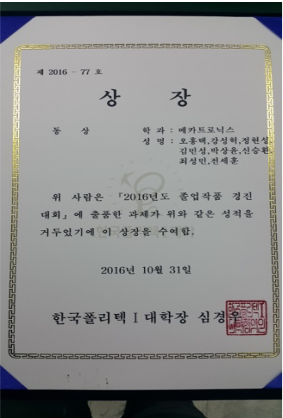 제 2016 - 77 호
상 장
동 상 학 과 : 메카트로닉스
성 명 : 오홍택,강성혁,정현성,
김민성,박상윤,신승환,
최성민,전세훈
위 사람은 『2016년도 졸업작품 경진
대회』에 출품한 과제가 위와 같은 성적을
거두었기에 이 상장을 수여함.
2016년 10월 31일
한국폴리텍Ⅰ대학장 심경우